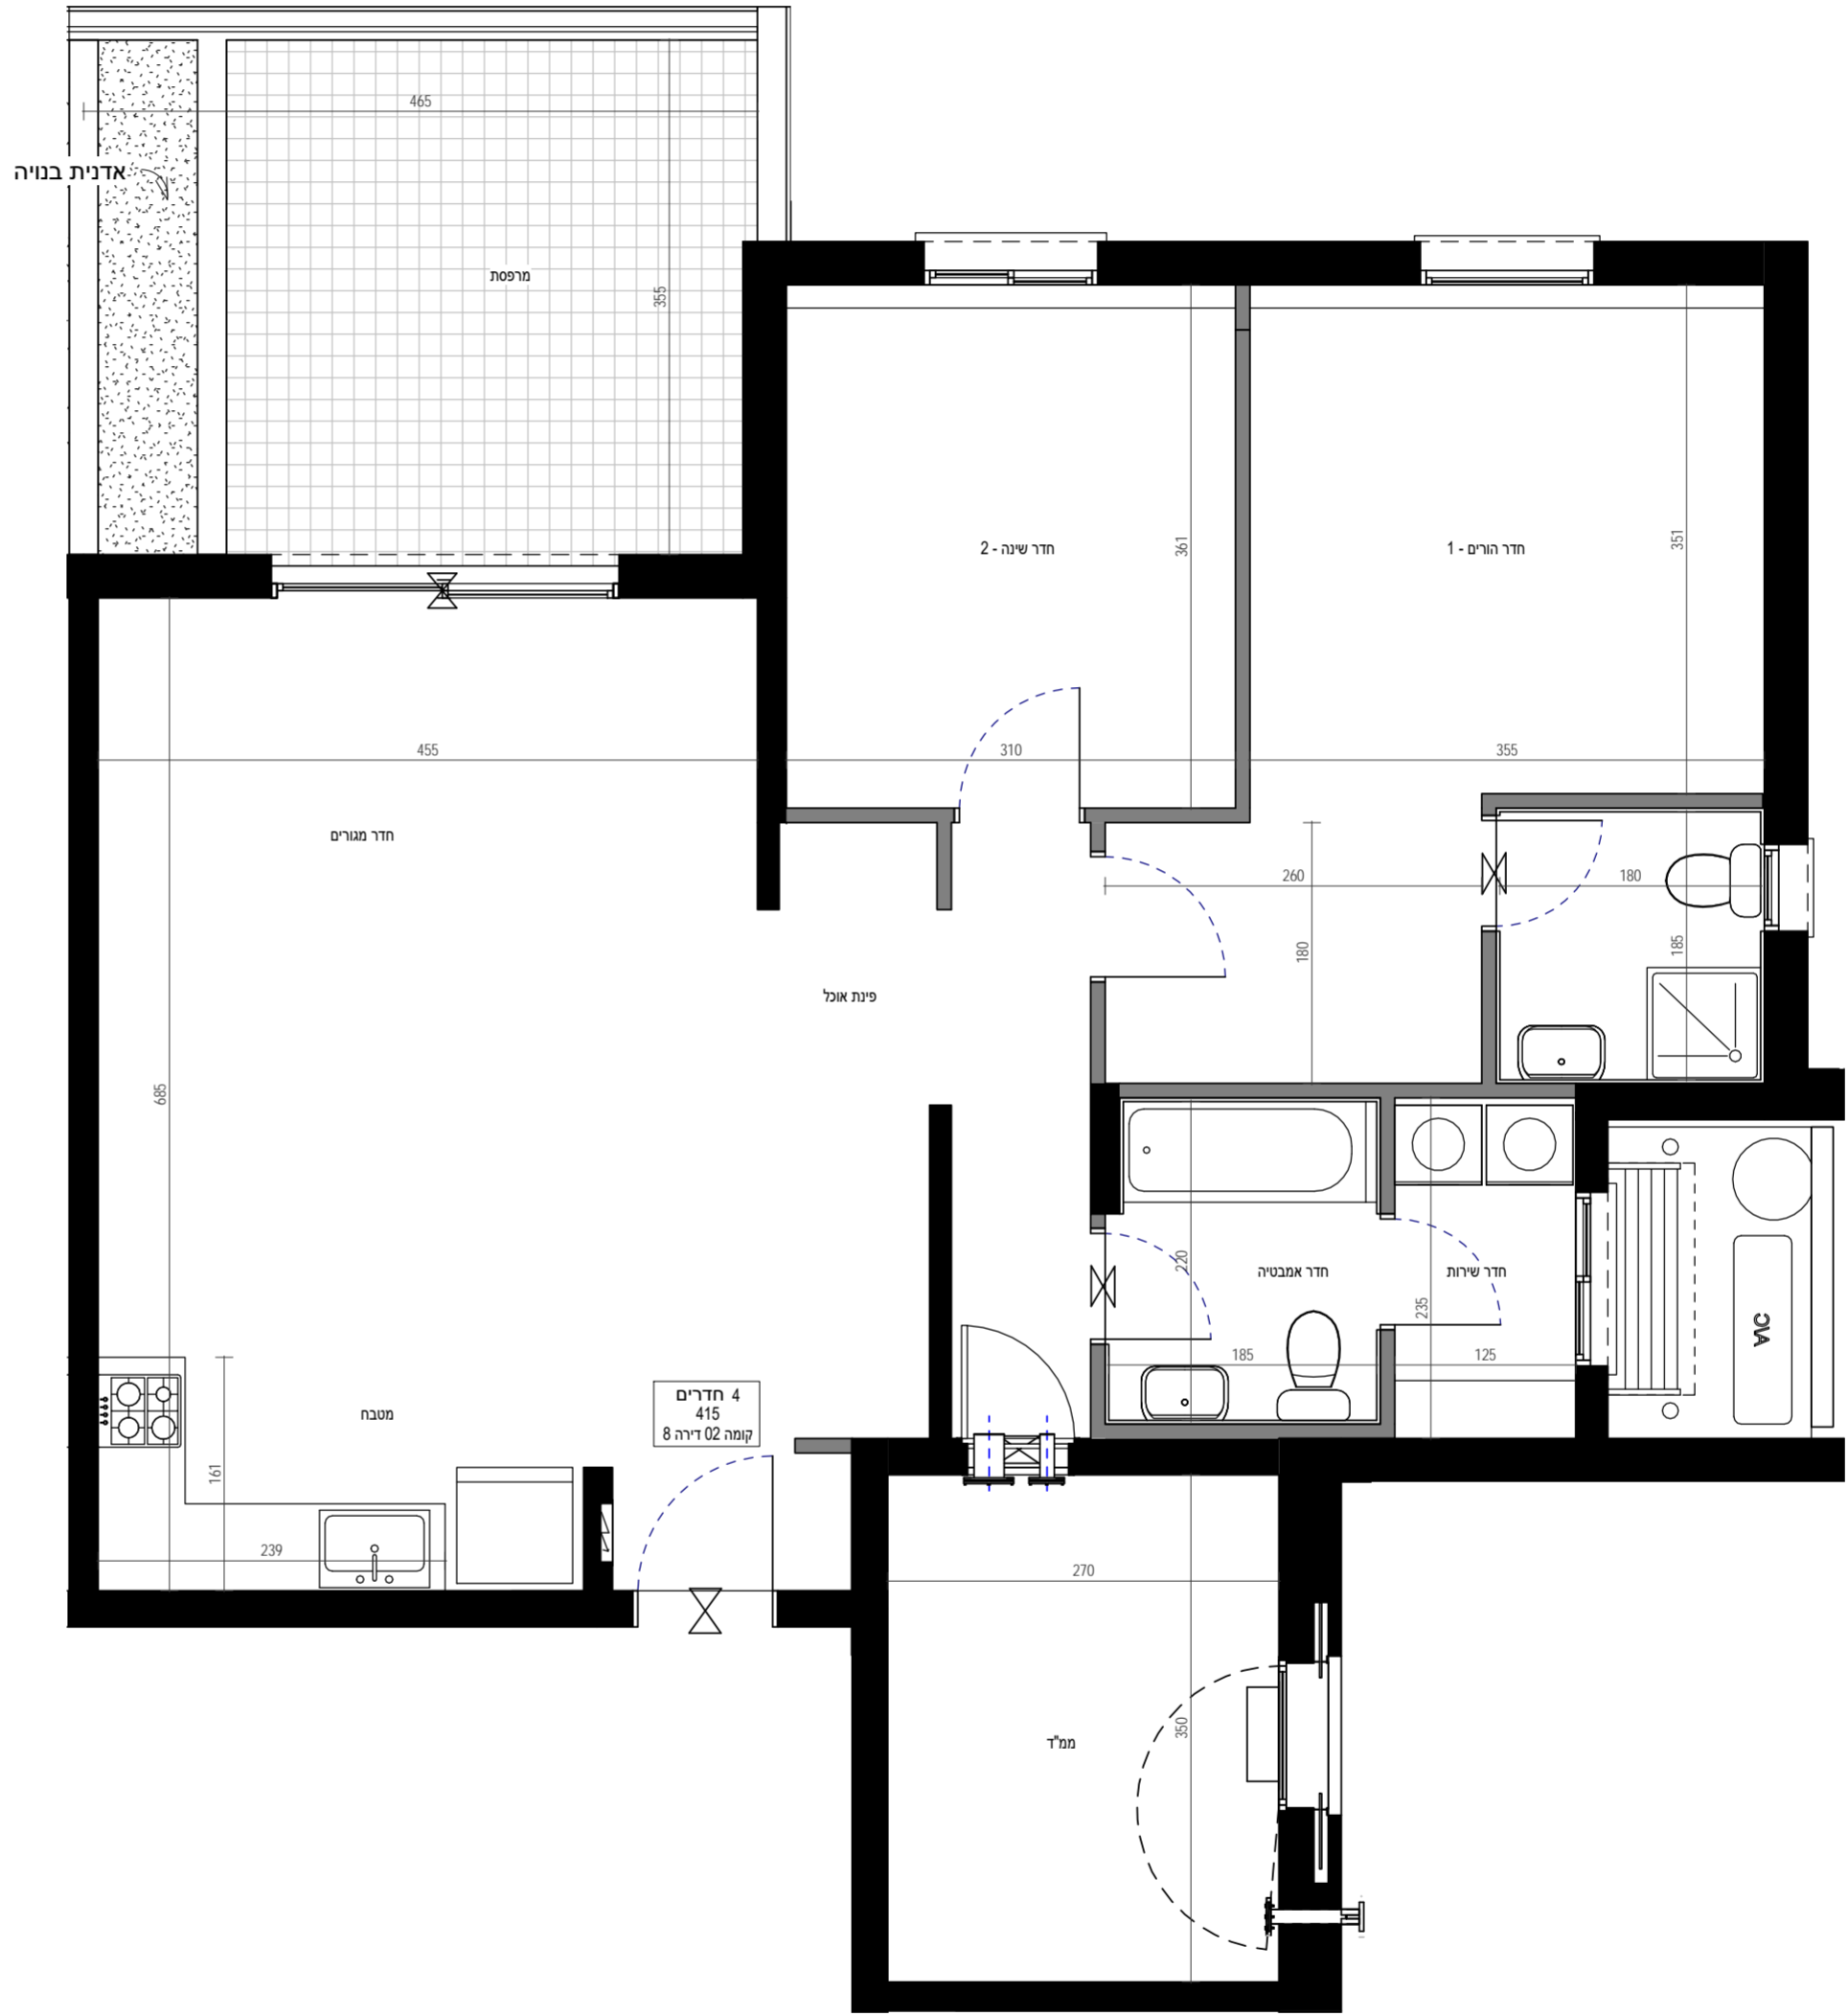 465
אדנית בנויה
מרפסת
355
חדר שינה - 2
361
חדר הורים - 1
351
455
310
355
חדר מגורים
260
180
180
185
פינת אוכל
685
220
חדר אמבטיה
חדר שירות
235
185
125
A\C
מטבח
161
239
4 חדרים
415
קומה 02 דירה 8
270
350
ממ"ד